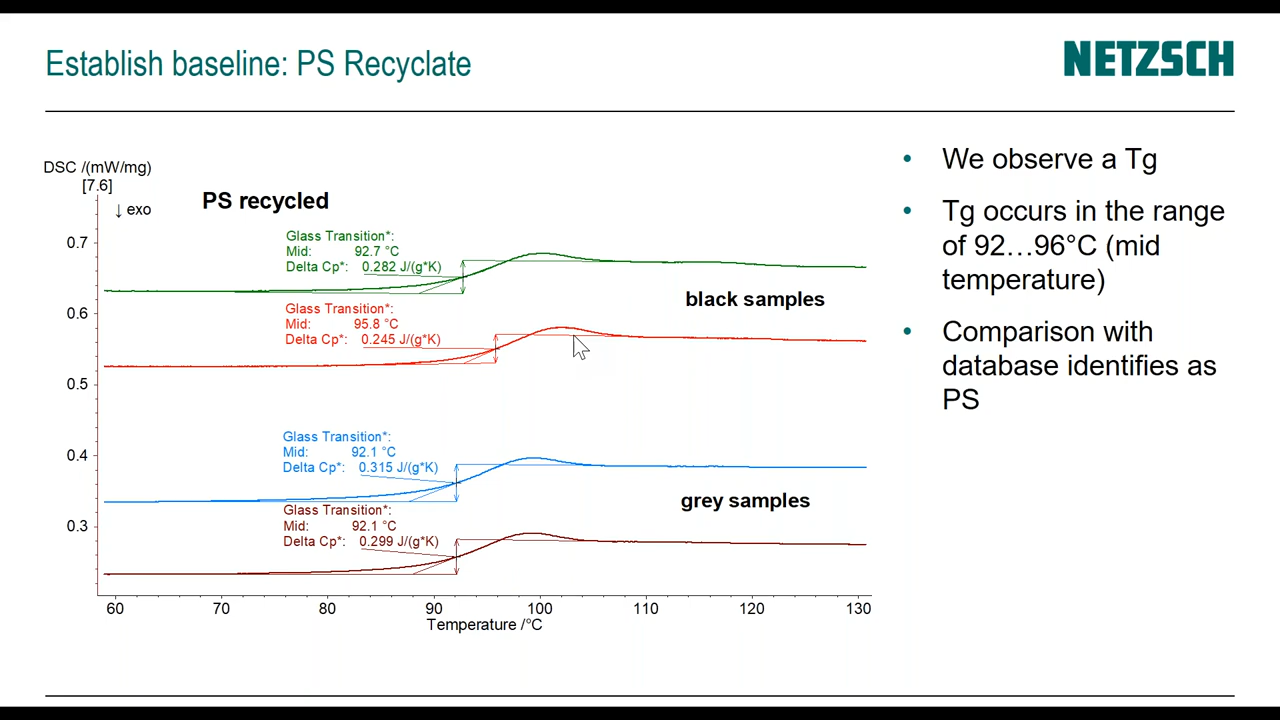 Establish baseline: PS Recyclate
NETZSCH
DSC /(mW/mg)
[7.6]
↓ exo
PS recycled
Glass Transition*:
Mid: 92.7 °C
Delta Cp*: 0.282 J/(g*K)
black samples
Glass Transition*:
Mid: 95.8 °C
Delta Cp*: 0.245 J/(g*K)
Glass Transition*:
Mid: 92.1 °C
Delta Cp*: 0.315 J/(g*K)
grey samples
Glass Transition*:
Mid: 92.1 °C
Delta Cp*: 0.299 J/(g*K)
0.7
0.6
0.5
0.4
0.3
60 70 80 90 100 110 120 130
Temperature /°C
• We observe a Tg
• Tg occurs in the range
of 92…96°C (mid
temperature)
• Comparison with
database identifies as
PS